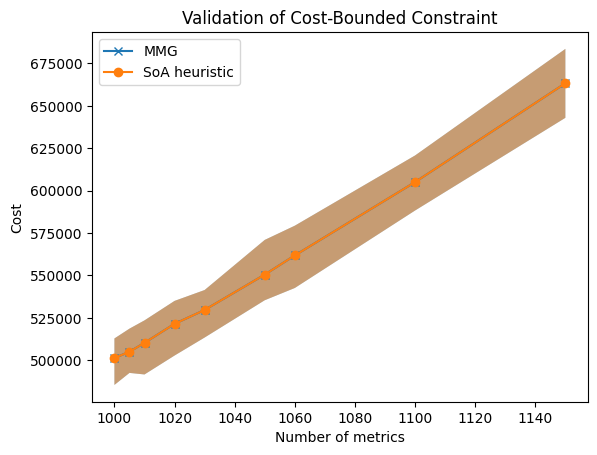 Validation of Cost-Bounded Constraint
MMG
SoA heuristic
Cost
675000
650000
625000
600000
575000
550000
525000
500000
1000 1020 1040 1060 1080 1100 1120 1140
Number of metrics